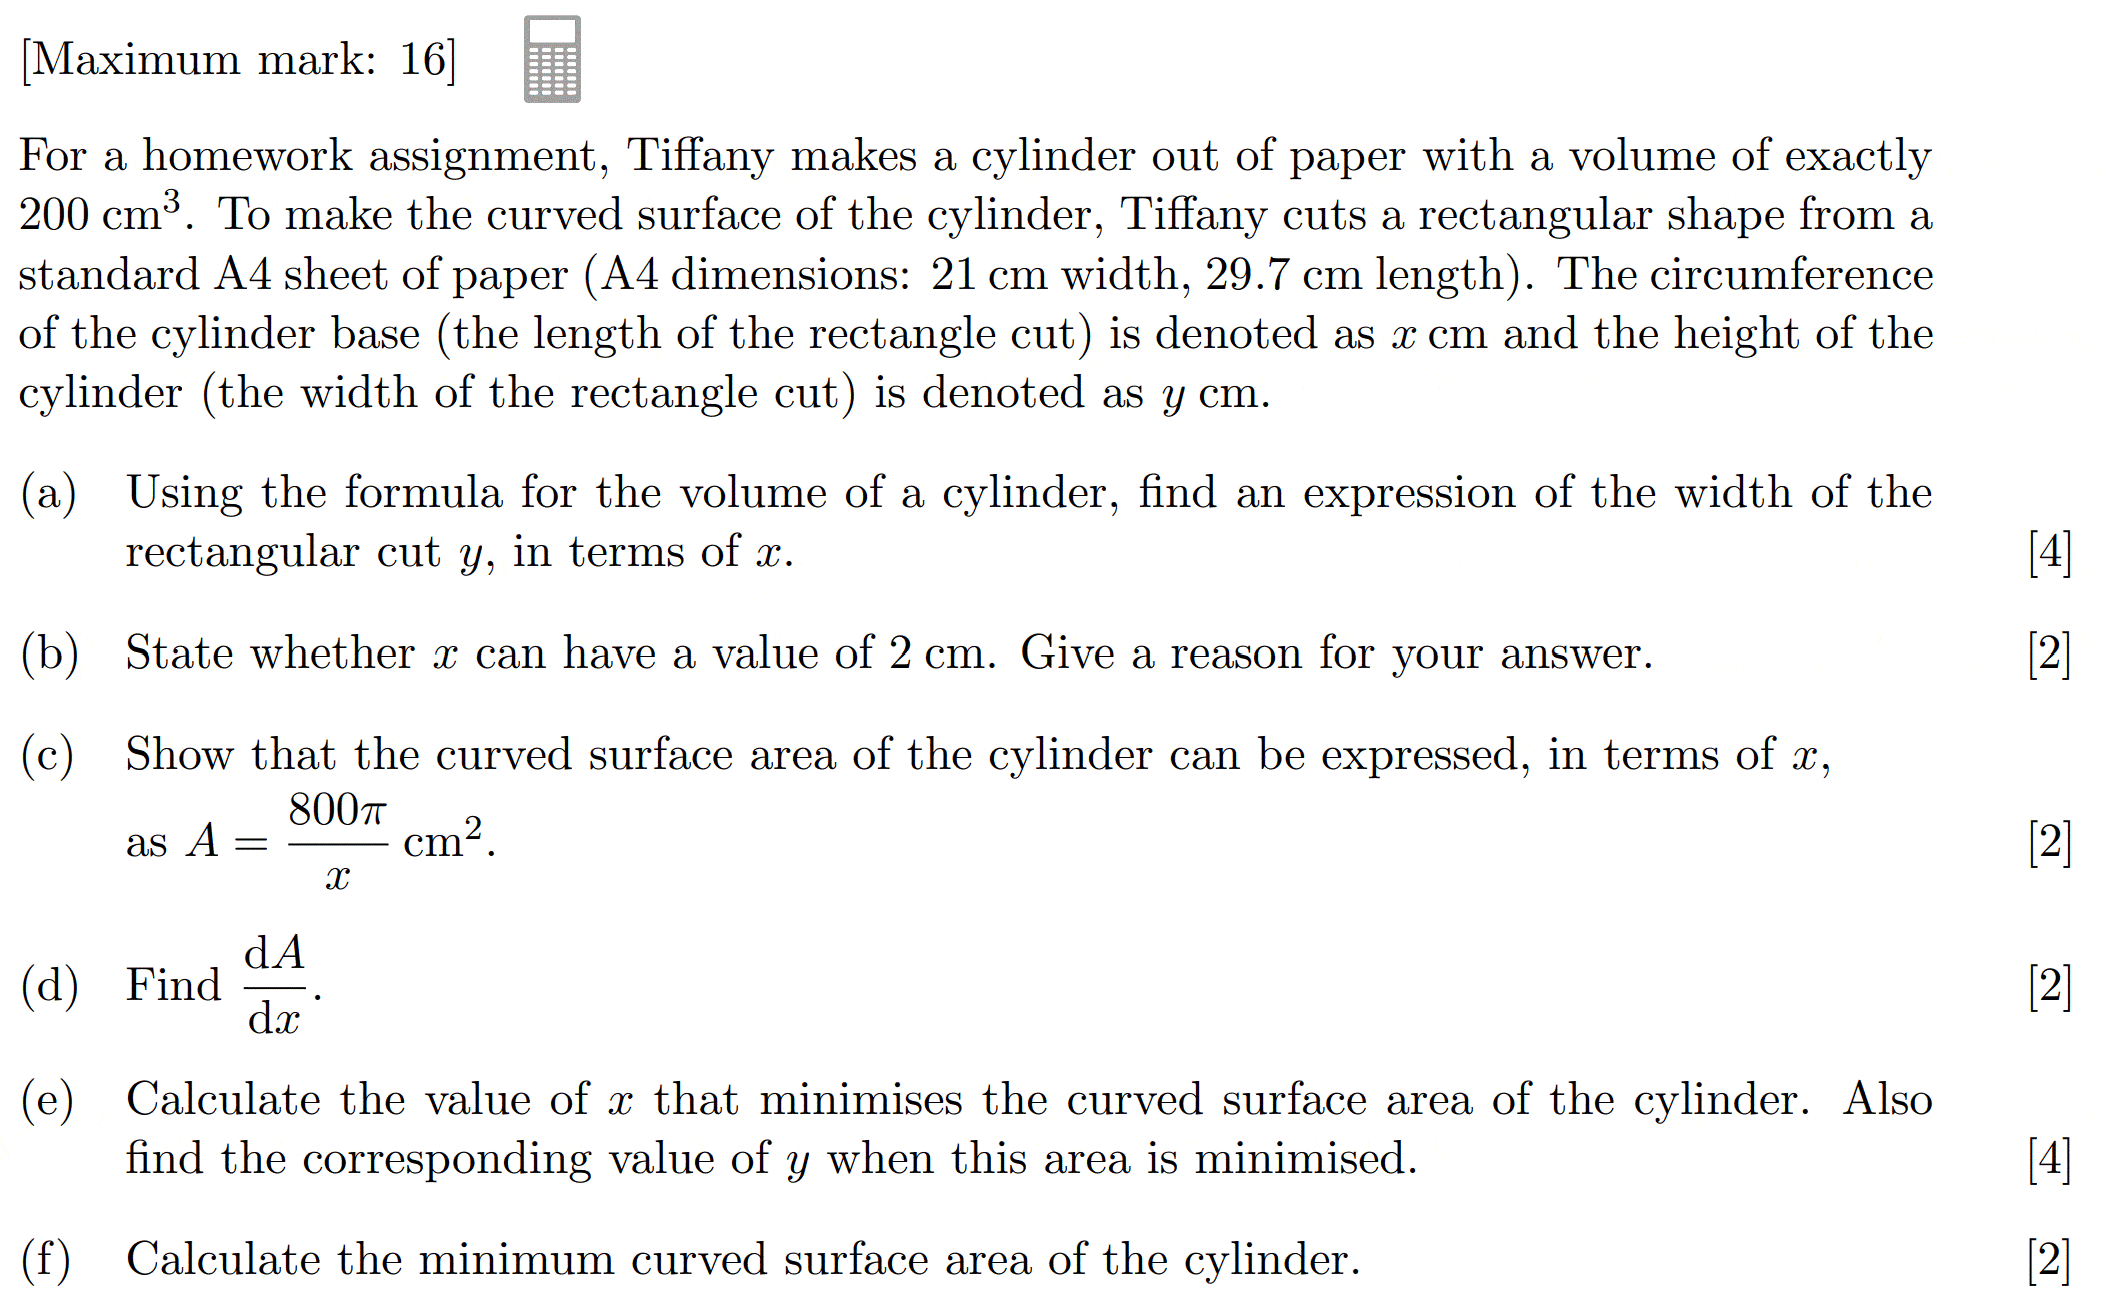 [Maximum mark: 16]
For a homework assignment, Tiffany makes a cylinder out of paper with a volume of exactly
200 cm³. To make the curved surface of the cylinder, Tiffany cuts a rectangular shape from a
standard A4 sheet of paper (A4 dimensions: 21 cm width, 29.7 cm length). The circumference
of the cylinder base (the length of the rectangle cut) is denoted as x cm and the height of the
cylinder (the width of the rectangle cut) is denoted as y cm.
(a) Using the formula for the volume of a cylinder, find an expression of the width of the
rectangular cut y, in terms of x. [4]
(b) State whether x can have a value of 2 cm. Give a reason for your answer. [2]
(c) Show that the curved surface area of the cylinder can be expressed, in terms of x,
as A = 800π/x cm². [2]
(d) Find dA/dx. [2]
(e) Calculate the value of x that minimises the curved surface area of the cylinder. Also
find the corresponding value of y when this area is minimised. [4]
(f) Calculate the minimum curved surface area of the cylinder. [2]